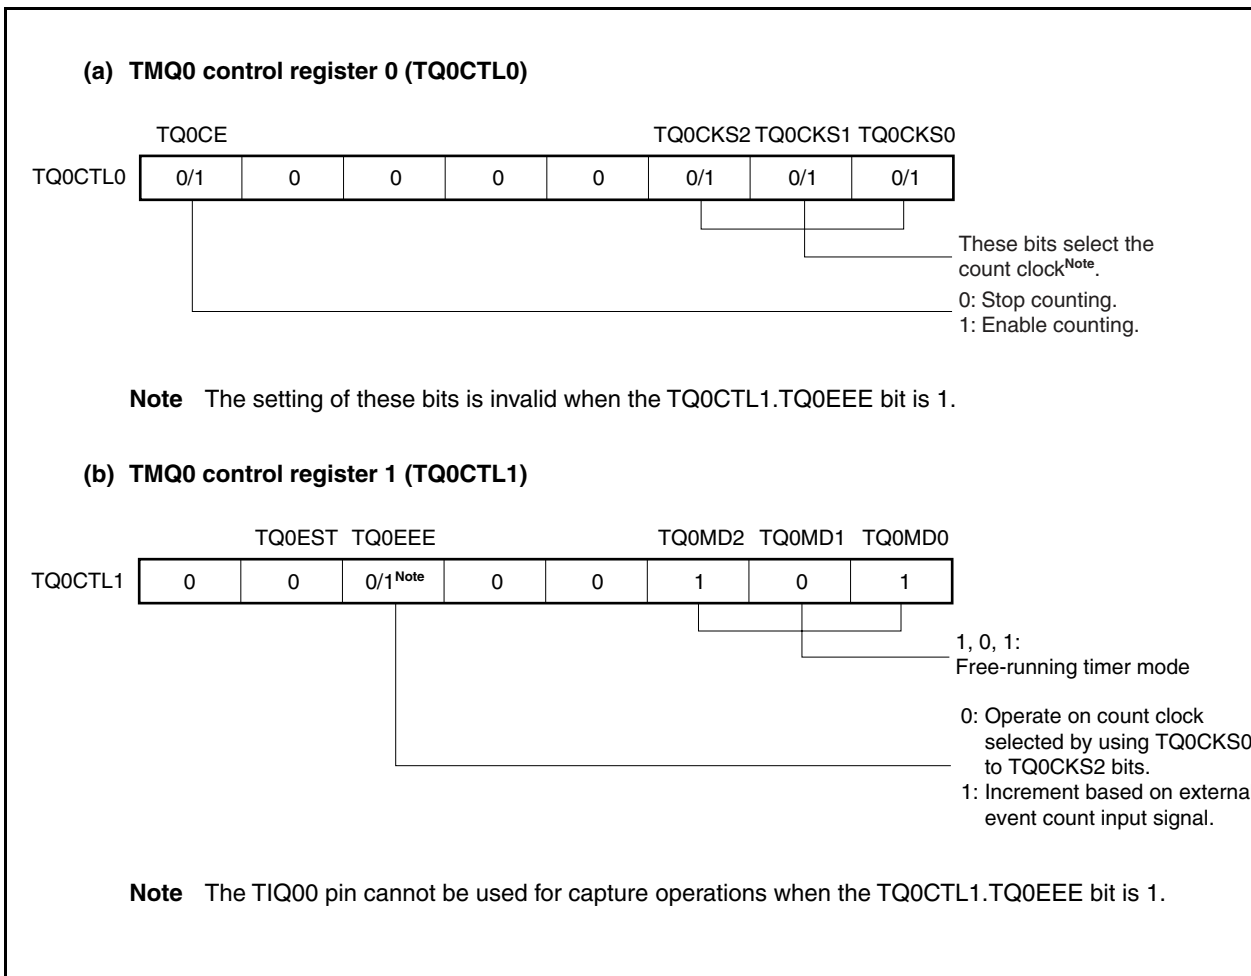 (a) TMQ0 control register 0 (TQ0CTL0)
TQ0CE TQ0CKS2 TQ0CKS1 TQ0CKS0
TQ0CTL0 0/1 0 0 0 0 0/1 0/1 0/1
These bits select the
count clockNote.
0: Stop counting.
1: Enable counting.
Note The setting of these bits is invalid when the TQ0CTL1.TQ0EEE bit is 1.
(b) TMQ0 control register 1 (TQ0CTL1)
TQ0EST TQ0EEE TQ0MD2 TQ0MD1 TQ0MD0
TQ0CTL1 0 0 0/1Note 0 0 1 0 1
1, 0, 1:
Free-running timer mode
0: Operate on count clock
selected by using TQ0CKS0
to TQ0CKS2 bits.
1: Increment based on externa
event count input signal.
Note The TIQ00 pin cannot be used for capture operations when the TQ0CTL1.TQ0EEE bit is 1.